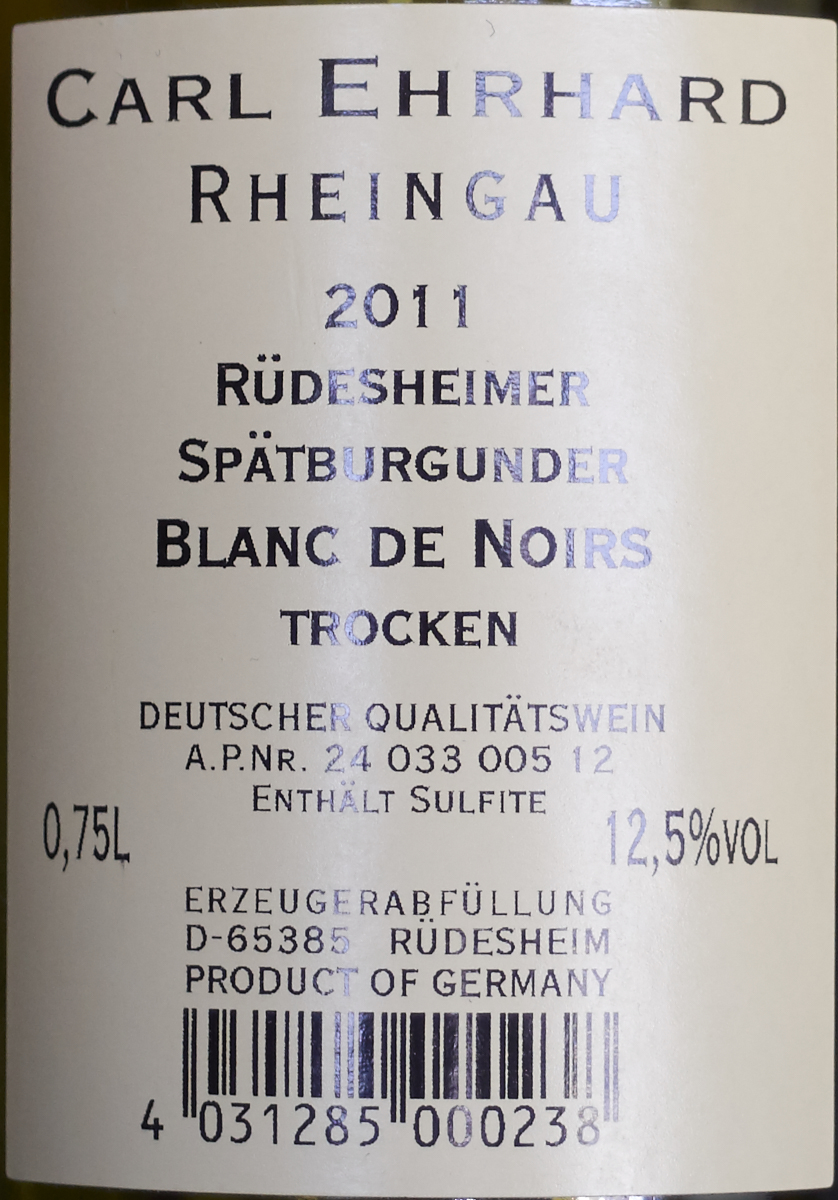 CARL EHRHARD
RHEINGAU
2011
RÜDESHEIMER
SPÄTBURGUNDER
BLANC DE NOIRS
TROCKEN
DEUTSCHER QUALITÄTSWEIN
A.P.NR. 24 033 005 12
ENTHÄLT SULFITE
0,75L 12,5%VOL
ERZEUGERABFÜLLUNG
D-65385 RÜDESHEIM
PRODUCT OF GERMANY
4 031285 000238